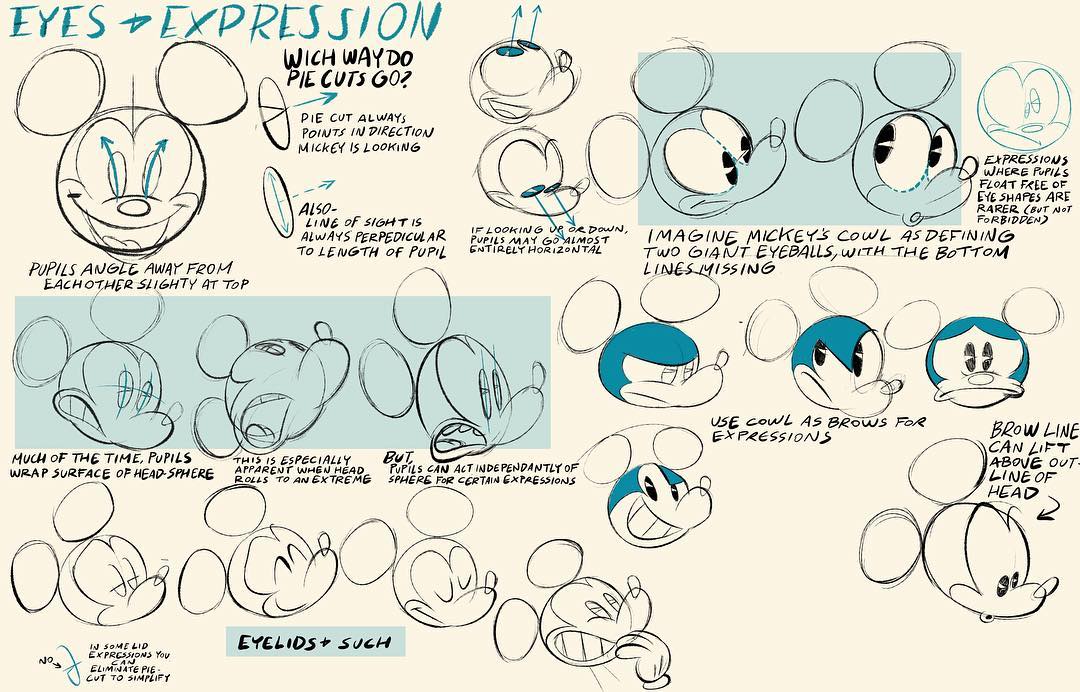 EYES + EXPRESSION
WICH WAY DO
PIE CUTS GO?
PIE CUT ALWAYS
POINTS IN DIRECTION
MICKEY IS LOOKING
ALSO-
LINE OF SIGHT IS
ALWAYS PERPEDICULAR
TO LENGTH OF PUPIL
PUPILS ANGLE AWAY FROM
EACHOTHER SLIGHTY AT TOP
IF LOOKING UP OR DOWN,
PUPILS MAY GO ALMOST
ENTIRELY HORIZONTAL
IMAGINE MICKEY'S COWL AS DEFINING
TWO GIANT EYEBALLS, WITH THE BOTTOM
LINES MISSING
EXPRESSIONS
WHERE PUPILS
FLOAT FREE OF
EYE SHAPES ARE
RARER (BUT NOT
FORBIDDEN)
MUCH OF THE TIME, PUPILS
WRAP SURFACE OF HEAD-SPHERE
THIS IS ESPECIALLY
APPARENT WHEN HEAD
ROLLS TO AN EXTREME
BUT,
PUPILS CAN ACT INDEPENDANTLY OF
SPHERE FOR CERTAIN EXPRESSIONS
USE COWL AS BROWS FOR
EXPRESSIONS
BROW LINE
CAN LIFT
ABOVE OUT-
LINE OF
HEAD
EYELIDS + SUCH
NO
IN SOME LID
EXPRESSIONS YOU
CAN
ELIMINATE PIE-
CUT TO SIMPLIFY